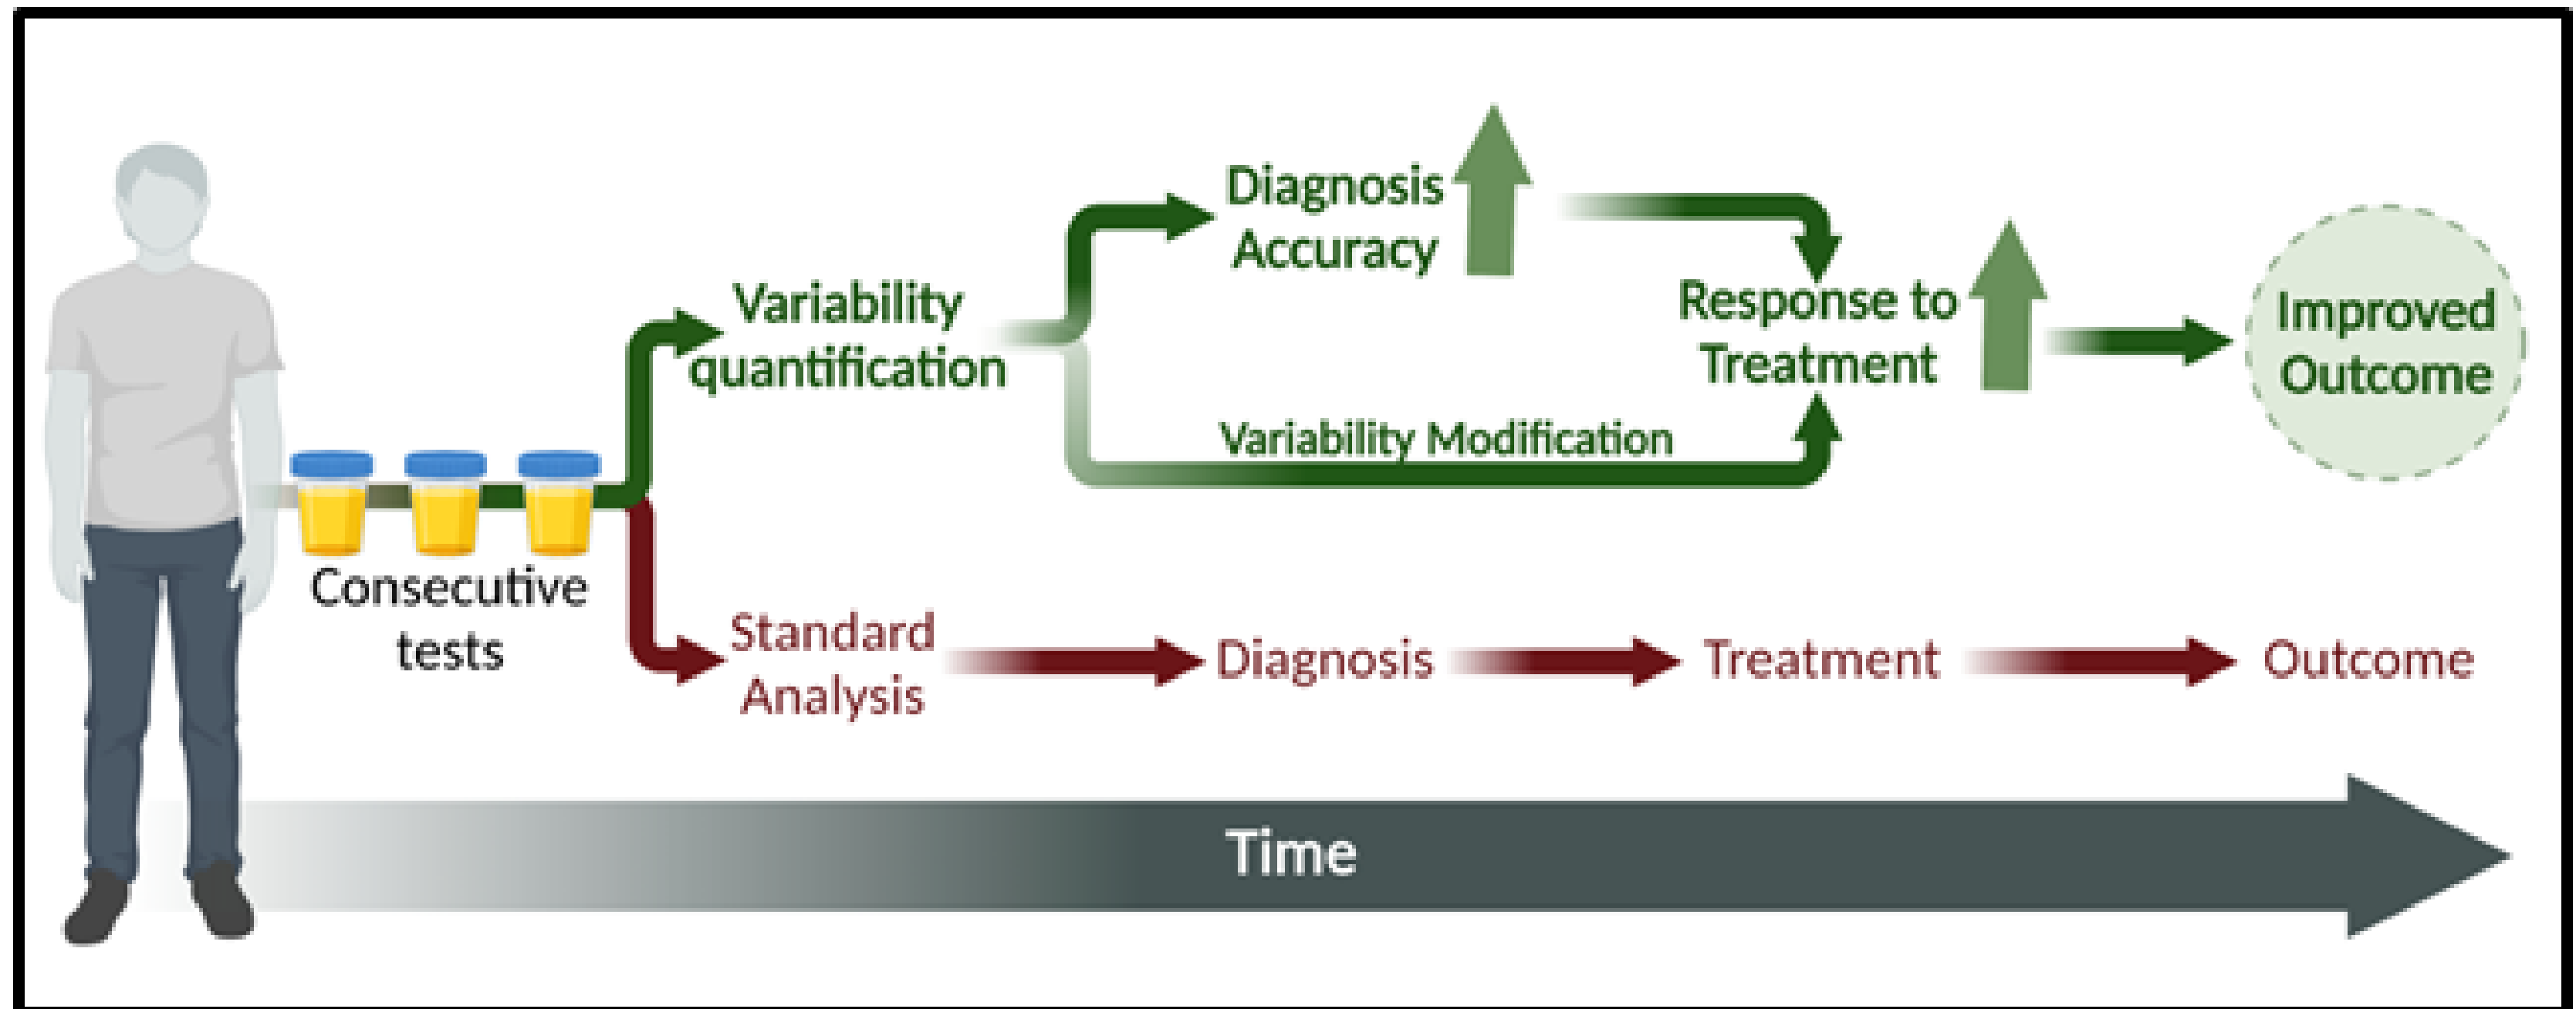 Diagnosis
Accuracy
Variability
quantification
Response to
Treatment
Improved
Outcome
Variability Modification
Consecutive
tests
Standard
Analysis
Diagnosis
Treatment
Outcome
Time